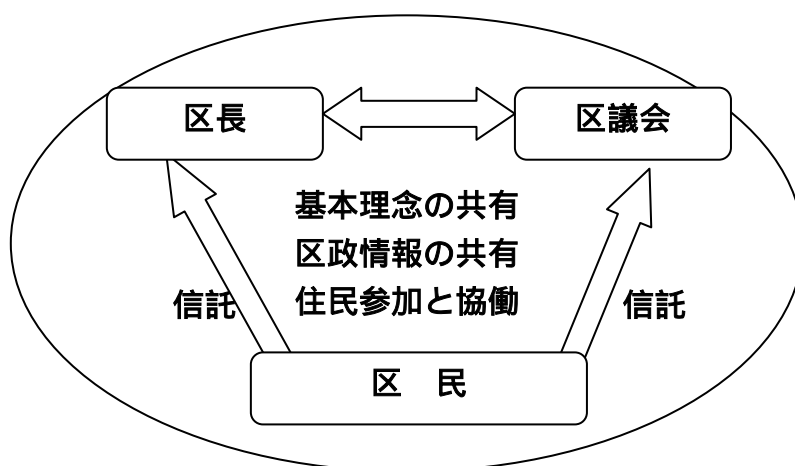 区長
区議会
基本理念の共有
区政情報の共有
住民参加と協働
信託
信託
区　民